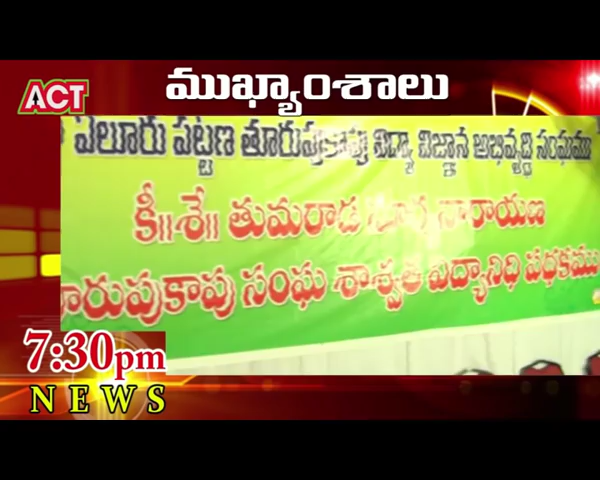 ACT
ముఖ్యాంశాలు
ఏలూరు పట్టణ తూరుపుకాపు విద్యా విజ్ఞాన అభివృద్ధి సంఘము
కీ॥శే॥ తుమరాడ నారాయణ
సంఘ శాశ్వత విద్యానిధి పథకము
7:30pm
NEWS